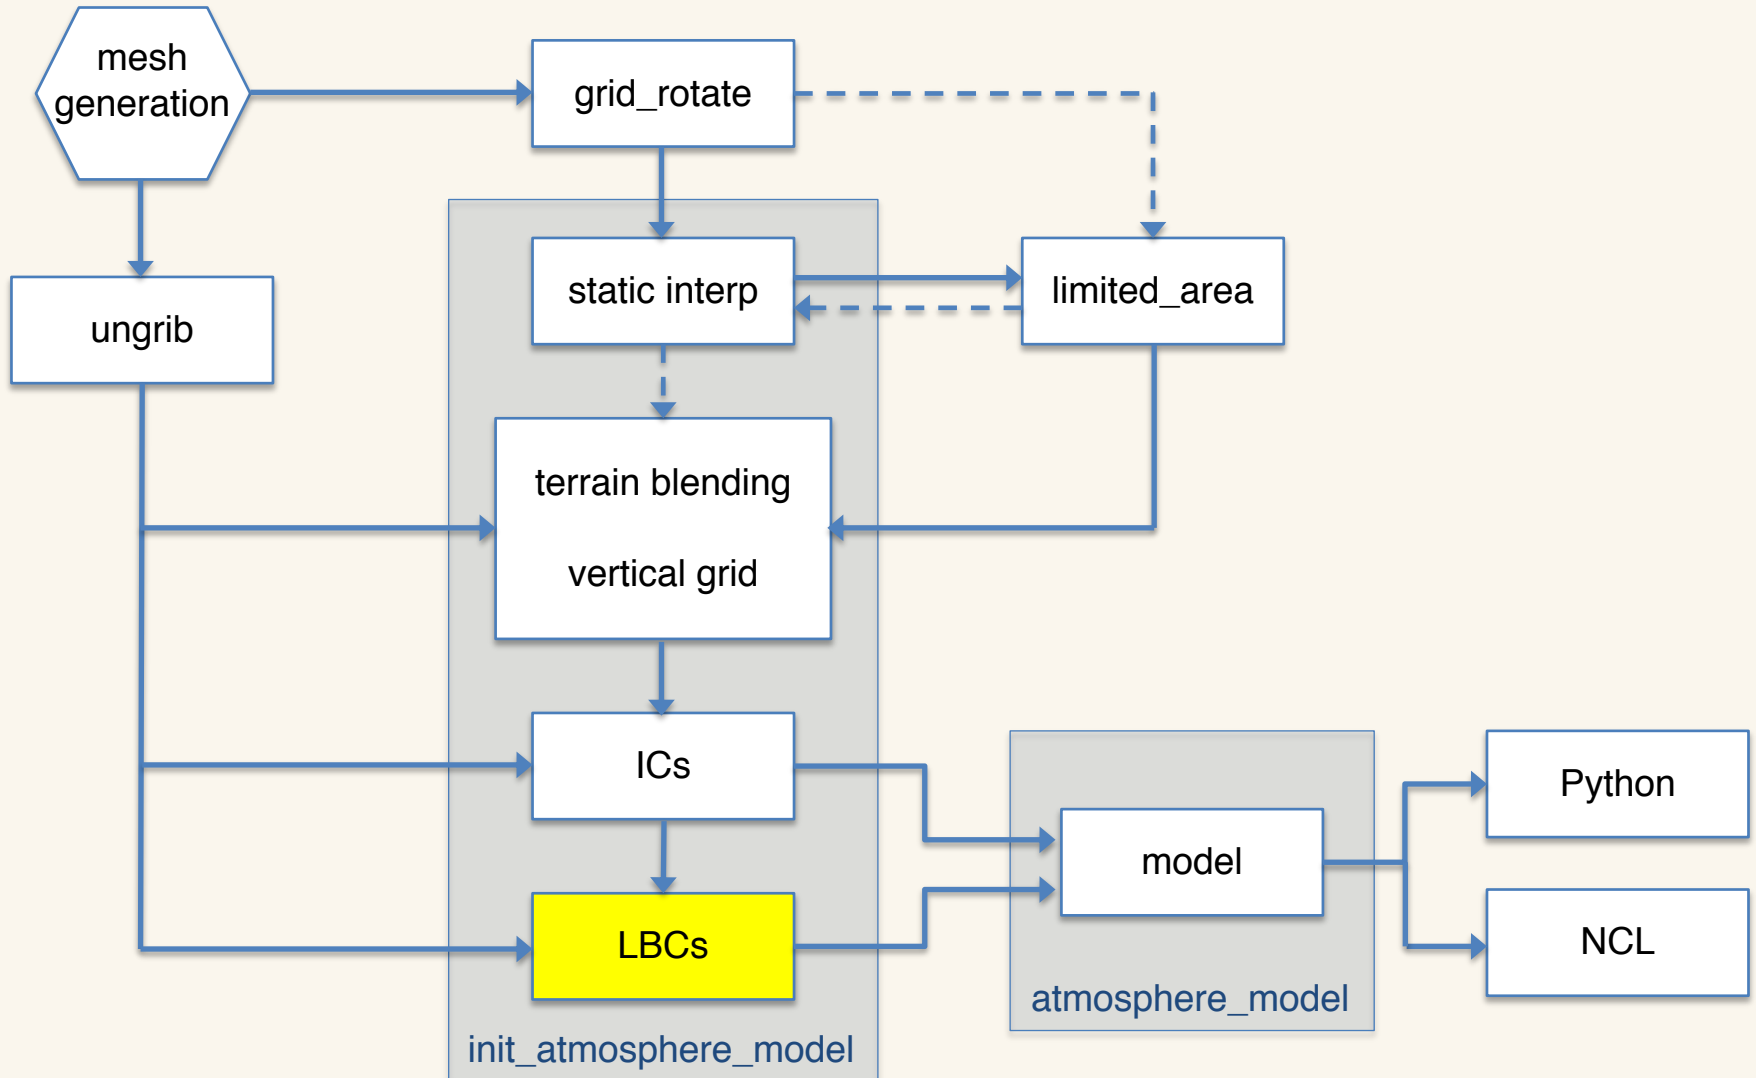 mesh
generation
grid_rotate
static interp
limited_area
ungrib
terrain blending
vertical grid
ICs
Python
model
LBCs
NCL
atmosphere_model
init_atmosphere_model